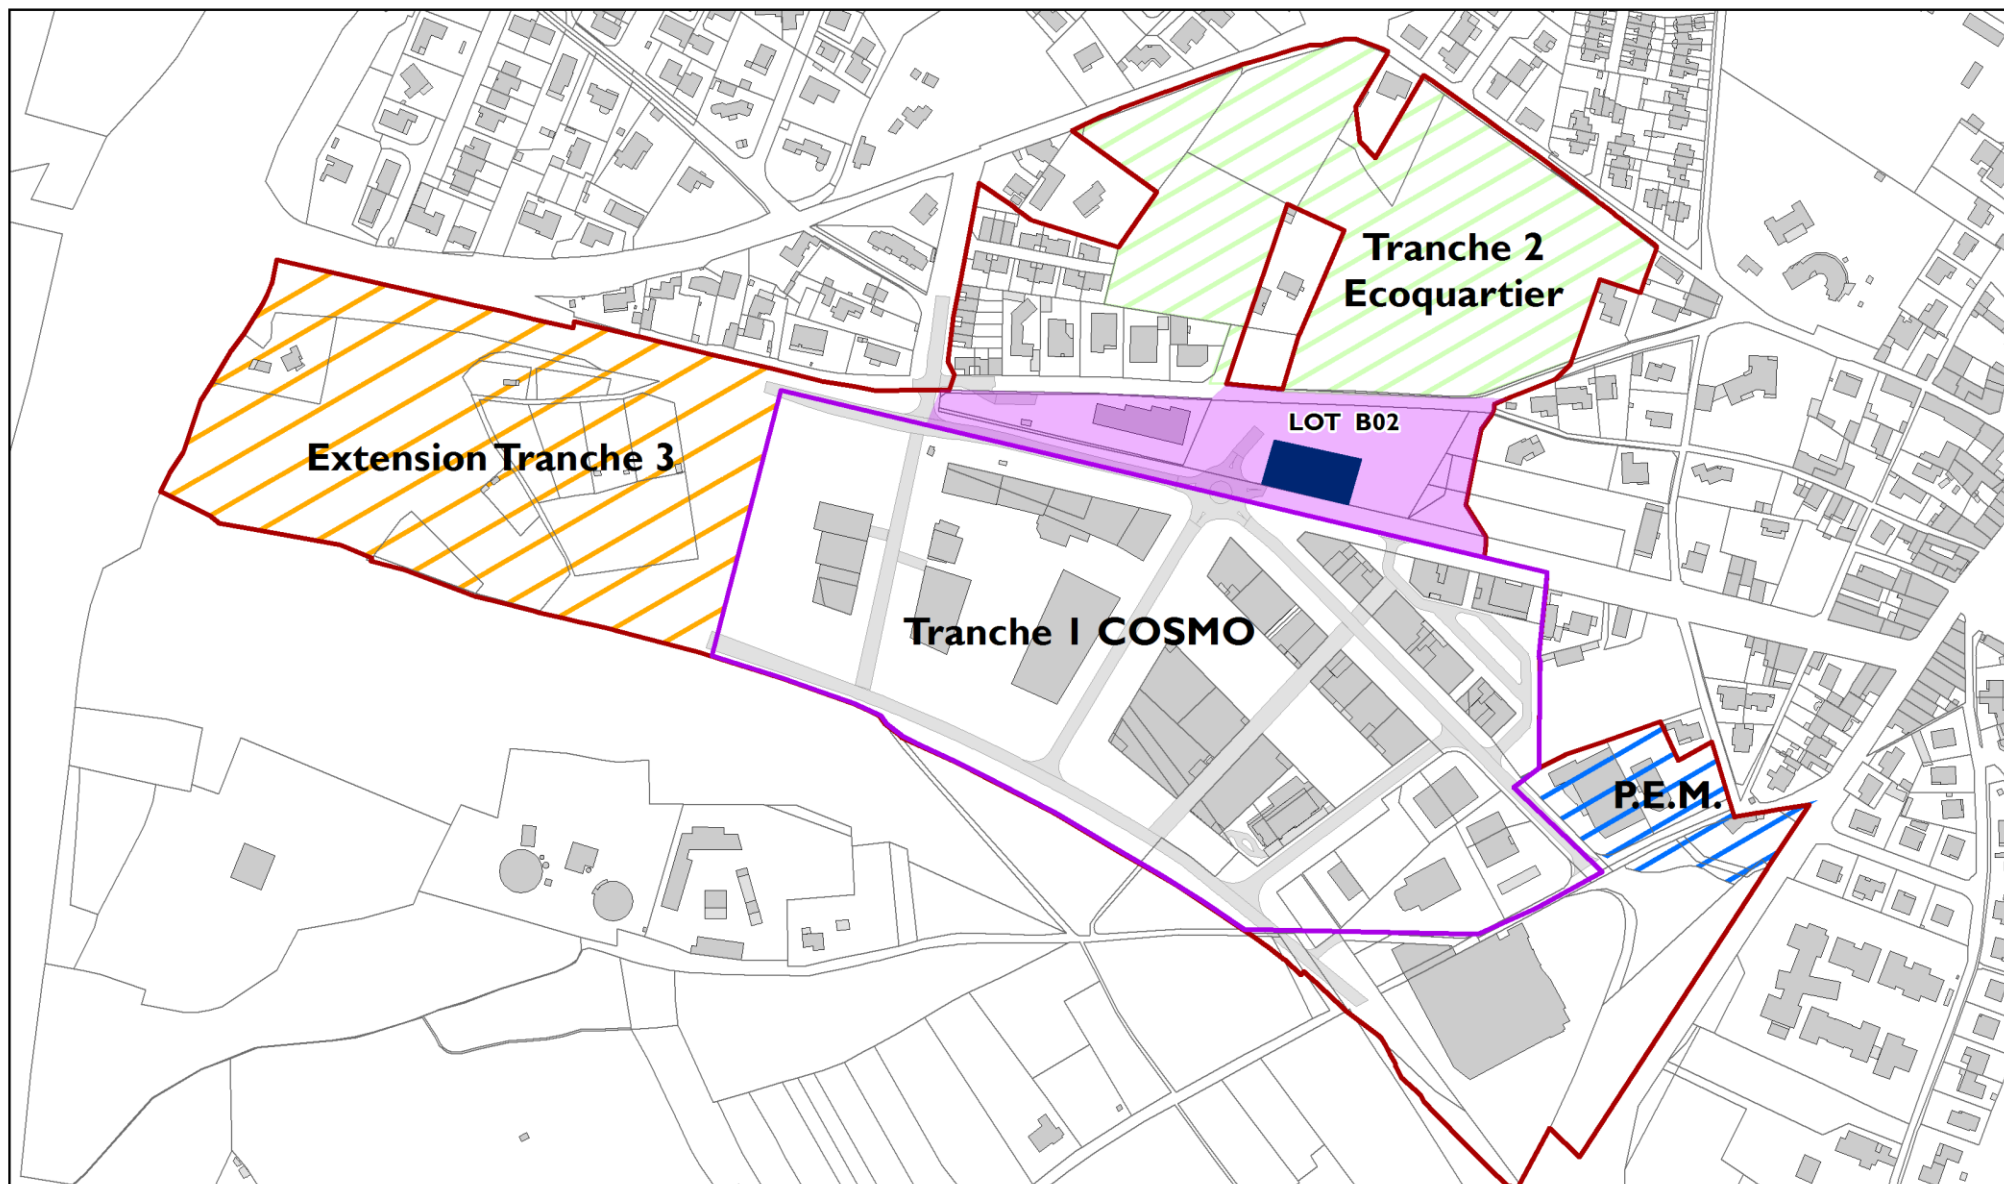 Tranche 2
Ecoquartier
LOT B02
Extension Tranche 3
Tranche 1 COSMO
P.E.M.